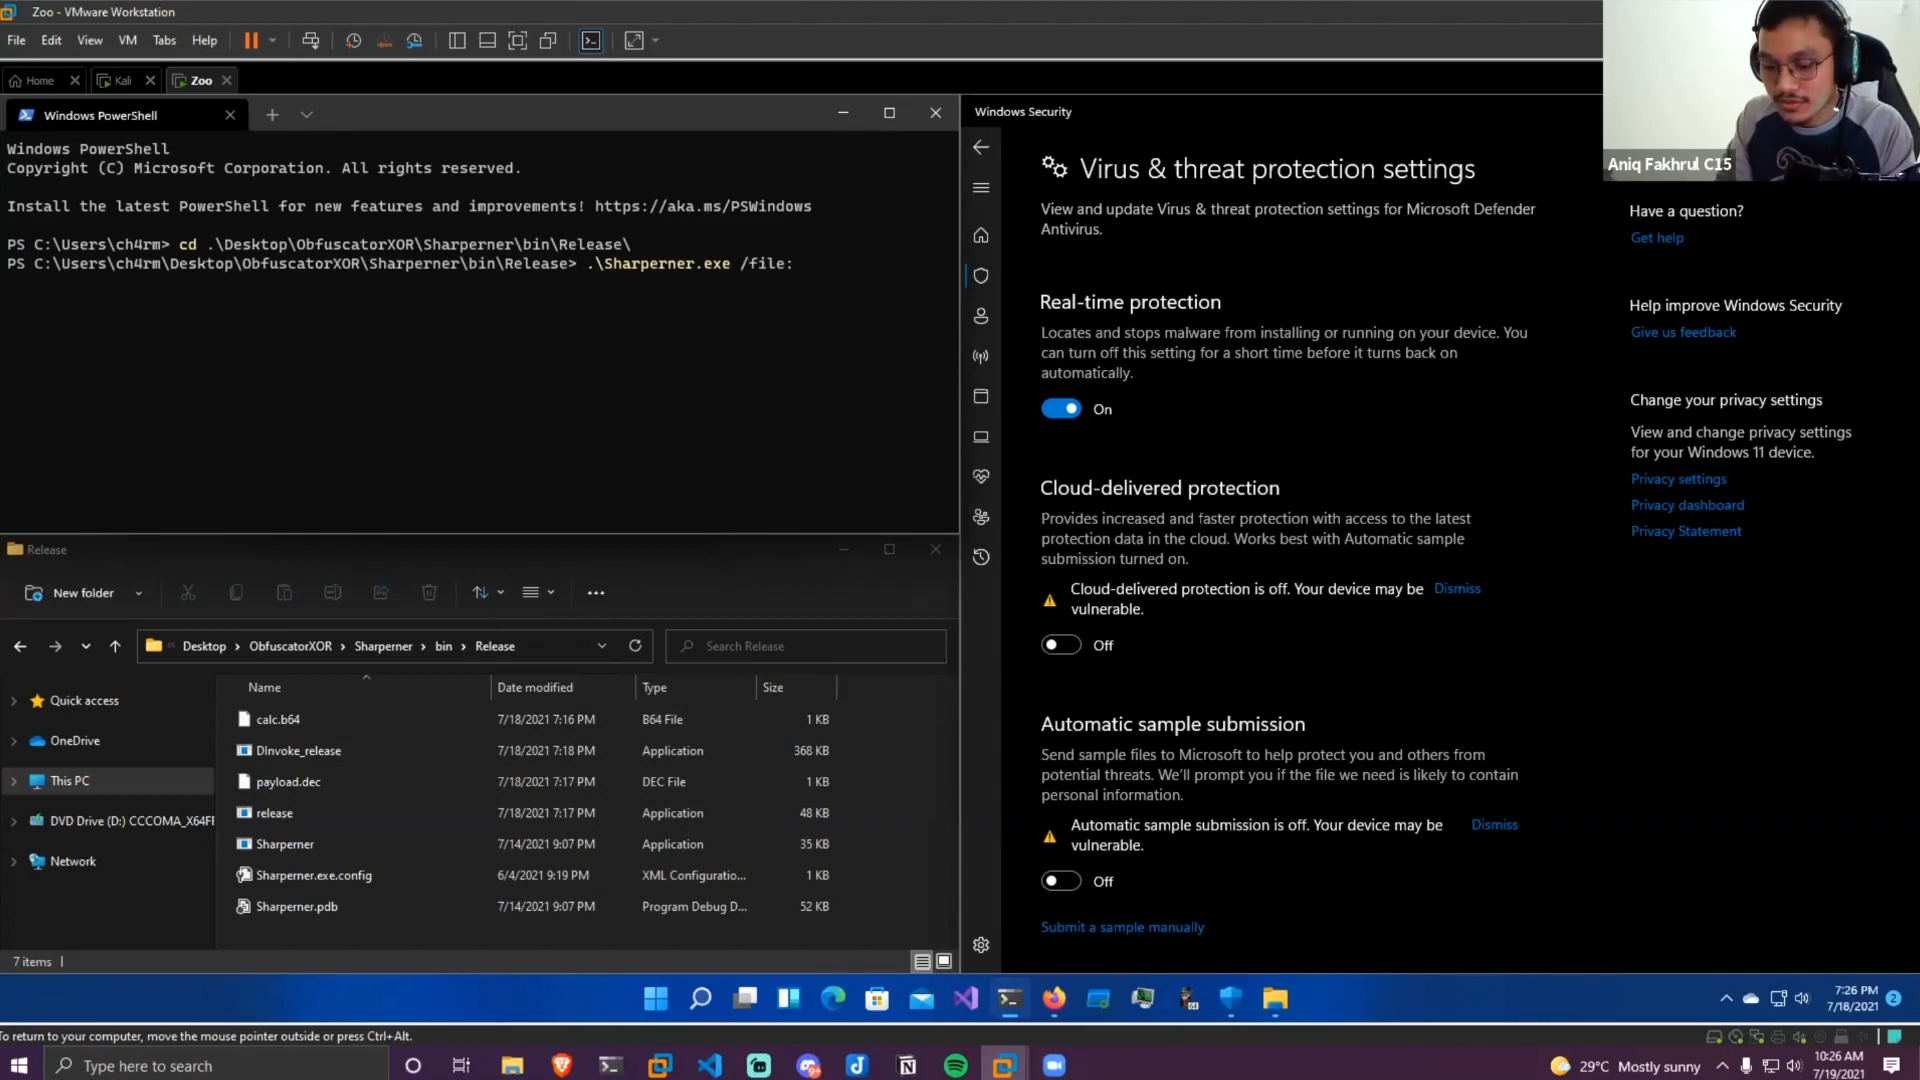 Zoo - VMware Workstation
File Edit View VM Tabs Help
Home Kali Zoo
Windows PowerShell
Windows PowerShell
Copyright (C) Microsoft Corporation. All rights reserved.
Install the latest PowerShell for new features and improvements! https://aka.ms/PSWindows
PS C:\Users\ch4rm> cd .\Desktop\ObfuscatorXOR\Sharperner\bin\Release\
PS C:\Users\ch4rm\Desktop\ObfuscatorXOR\Sharperner\bin\Release> .\Sharperner.exe /file:
Release
New folder
Desktop › ObfuscatorXOR › Sharperner › bin › Release
Search Release
Quick access
OneDrive
This PC
DVD Drive (D:) CCCOMA_X64FR
Network
Name Date modified Type Size
calc.b64 7/18/2021 7:16 PM B64 File 1 KB
DInvoke_release 7/18/2021 7:18 PM Application 368 KB
payload.dec 7/18/2021 7:17 PM DEC File 1 KB
release 7/18/2021 7:17 PM Application 48 KB
Sharperner 7/14/2021 9:07 PM Application 35 KB
Sharperner.exe.config 6/4/2021 9:19 PM XML Configuratio... 1 KB
Sharperner.pdb 7/14/2021 9:07 PM Program Debug D... 52 KB
7 items
Windows Security
Virus & threat protection settings
View and update Virus & threat protection settings for Microsoft Defender
Antivirus.
Real-time protection
Locates and stops malware from installing or running on your device. You
can turn off this setting for a short time before it turns back on
automatically.
On
Cloud-delivered protection
Provides increased and faster protection with access to the latest
protection data in the cloud. Works best with Automatic sample
submission turned on.
Cloud-delivered protection is off. Your device may be
vulnerable.
Dismiss
Off
Automatic sample submission
Send sample files to Microsoft to help protect you and others from
potential threats. We'll prompt you if the file we need is likely to contain
personal information.
Automatic sample submission is off. Your device may be
vulnerable.
Dismiss
Off
Submit a sample manually
Aniq Fakhrul C15
Have a question?
Get help
Help improve Windows Security
Give us feedback
Change your privacy settings
View and change privacy settings
for your Windows 11 device.
Privacy settings
Privacy dashboard
Privacy Statement
64
7:26 PM
7/18/2021
2
To return to your computer, move the mouse pointer outside or press Ctrl+Alt.
Type here to search
29°C Mostly sunny
10:26 AM
7/19/2021